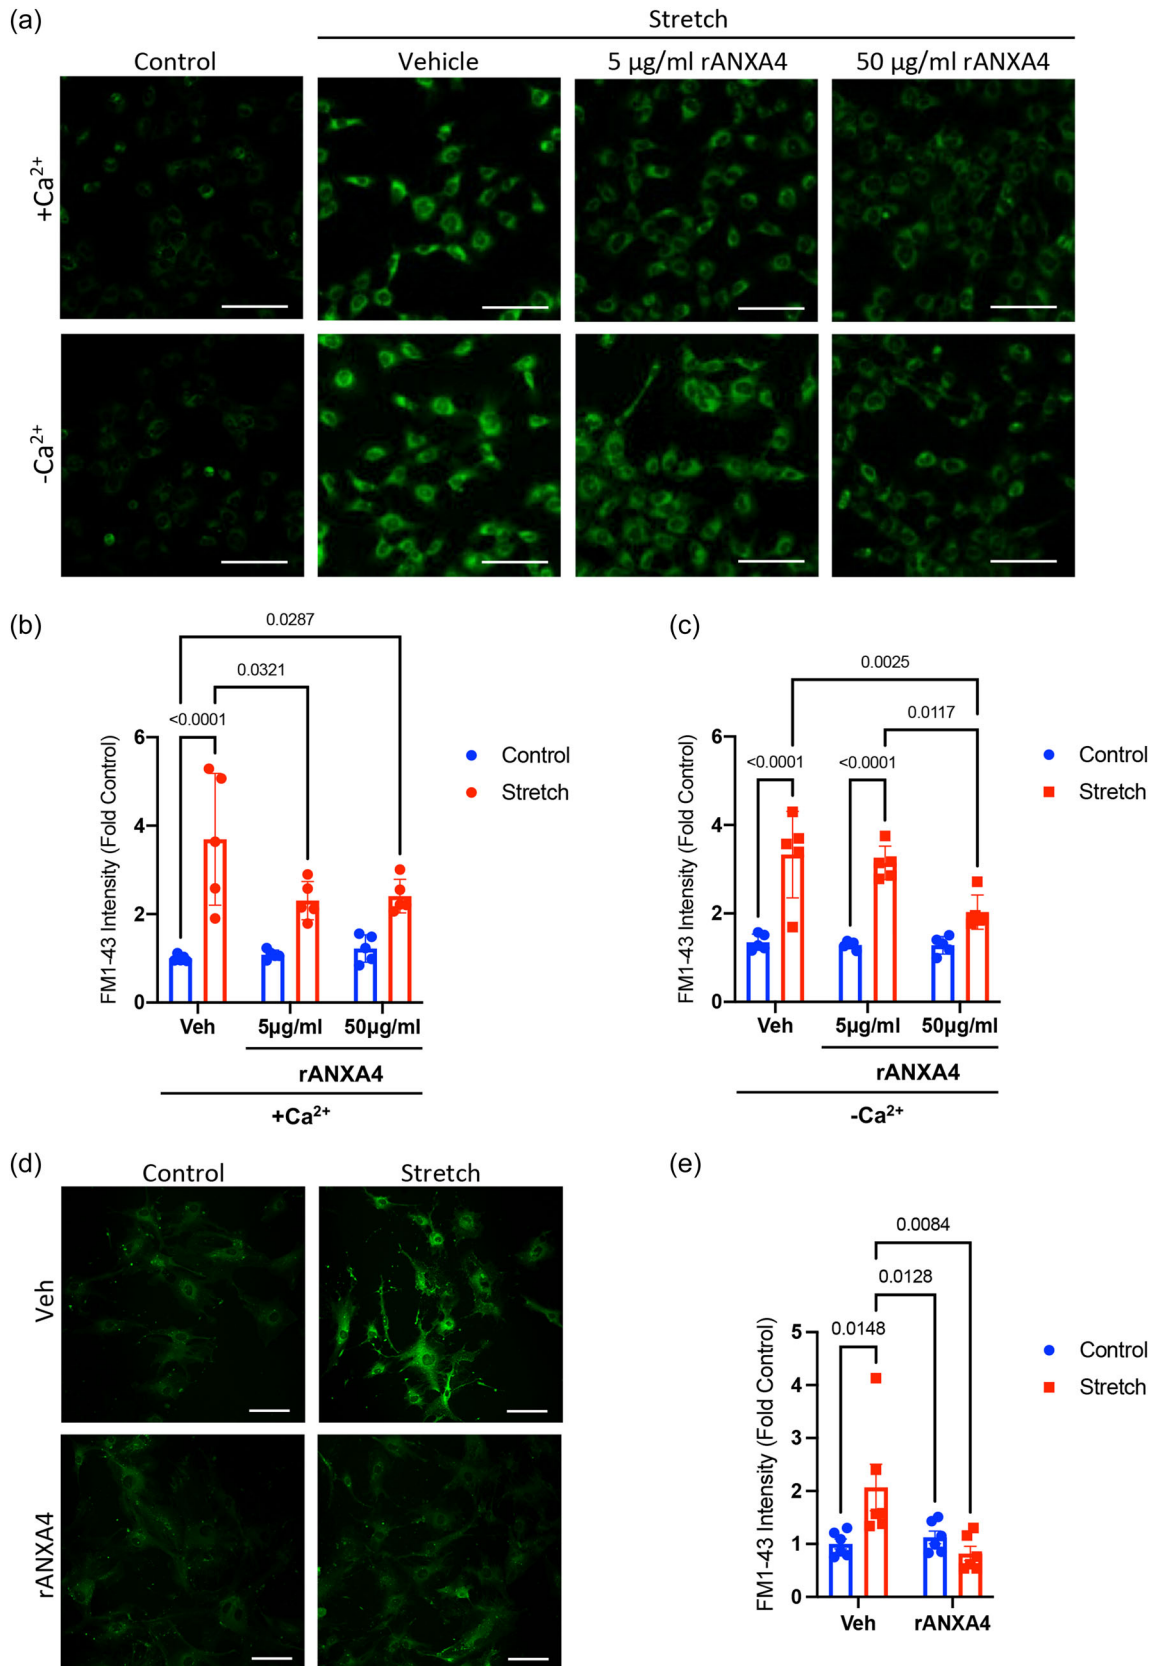 (a)
Stretch
Control Vehicle 5 μg/ml rANXA4 50 μg/ml rANXA4
+Ca²⁺
-Ca²⁺
(b)
0.0287
0.0321
<0.0001
FM1-43 Intensity (Fold Control)
6
4
2
0
Control
Stretch
Veh 5μg/ml 50μg/ml
rANXA4
+Ca²⁺
(c)
0.0025
0.0117
<0.0001 <0.0001
FM1-43 Intensity (Fold Control)
6
4
2
0
Control
Stretch
Veh 5μg/ml 50μg/ml
rANXA4
-Ca²⁺
(d)
Control Stretch
Veh
rANXA4
(e)
0.0084
0.0128
0.0148
FM1-43 Intensity (Fold Control)
5
4
3
2
1
0
Control
Stretch
Veh rANXA4